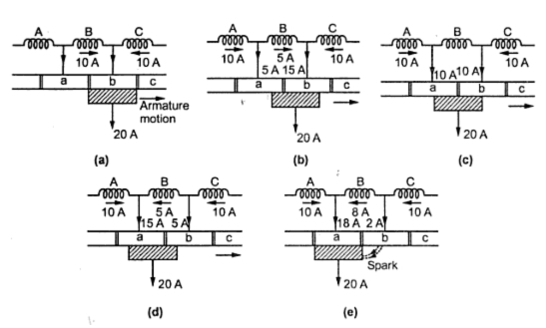 A B C
10 A 10 A
a b c
Armature
motion
20 A
(a)
A B C
10 A 5 A 10 A
5 A 15 A
a b c
20 A
(b)
A B C
10 A 10 A
10 A 10 A
a b c
20 A
(c)
A B C
10 A 5 A 10 A
15 A 5 A
a b c
20 A
(d)
A B C
10 A 8 A 10 A
18 A 2 A
a b c
Spark
20 A
(e)